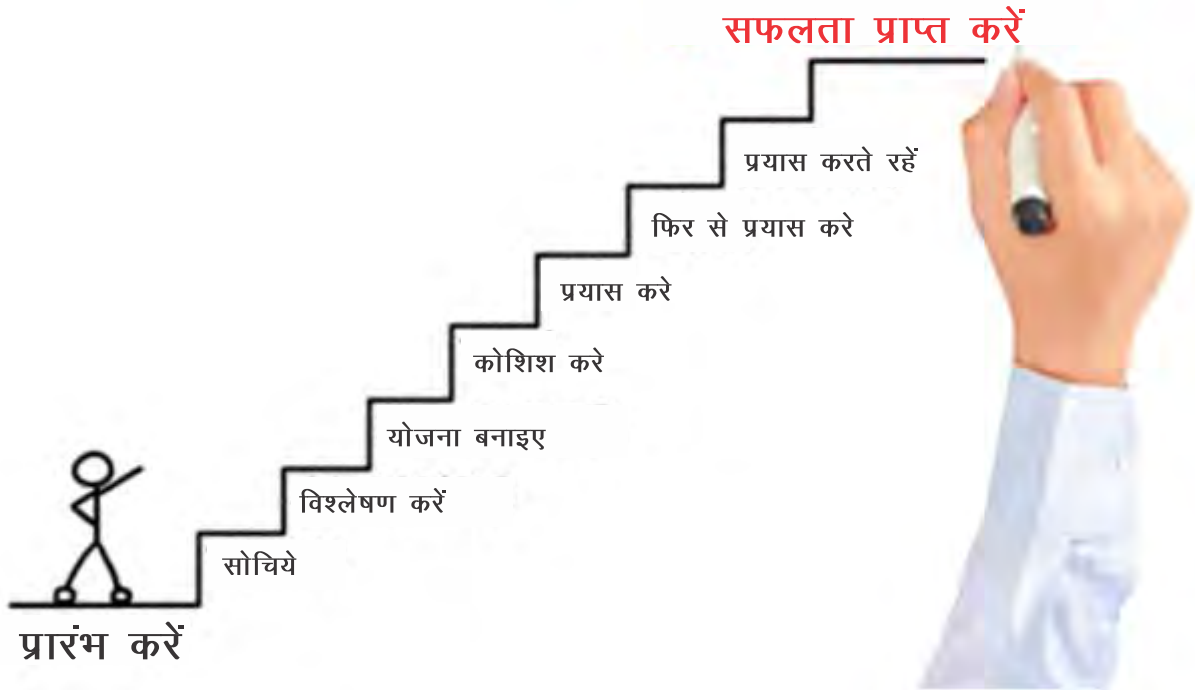 सफलता प्राप्त करें
प्रयास करते रहें
फिर से प्रयास करे
प्रयास करे
कोशिश करे
योजना बनाइए
विश्लेषण करें
सोचिये
प्रारंभ करें